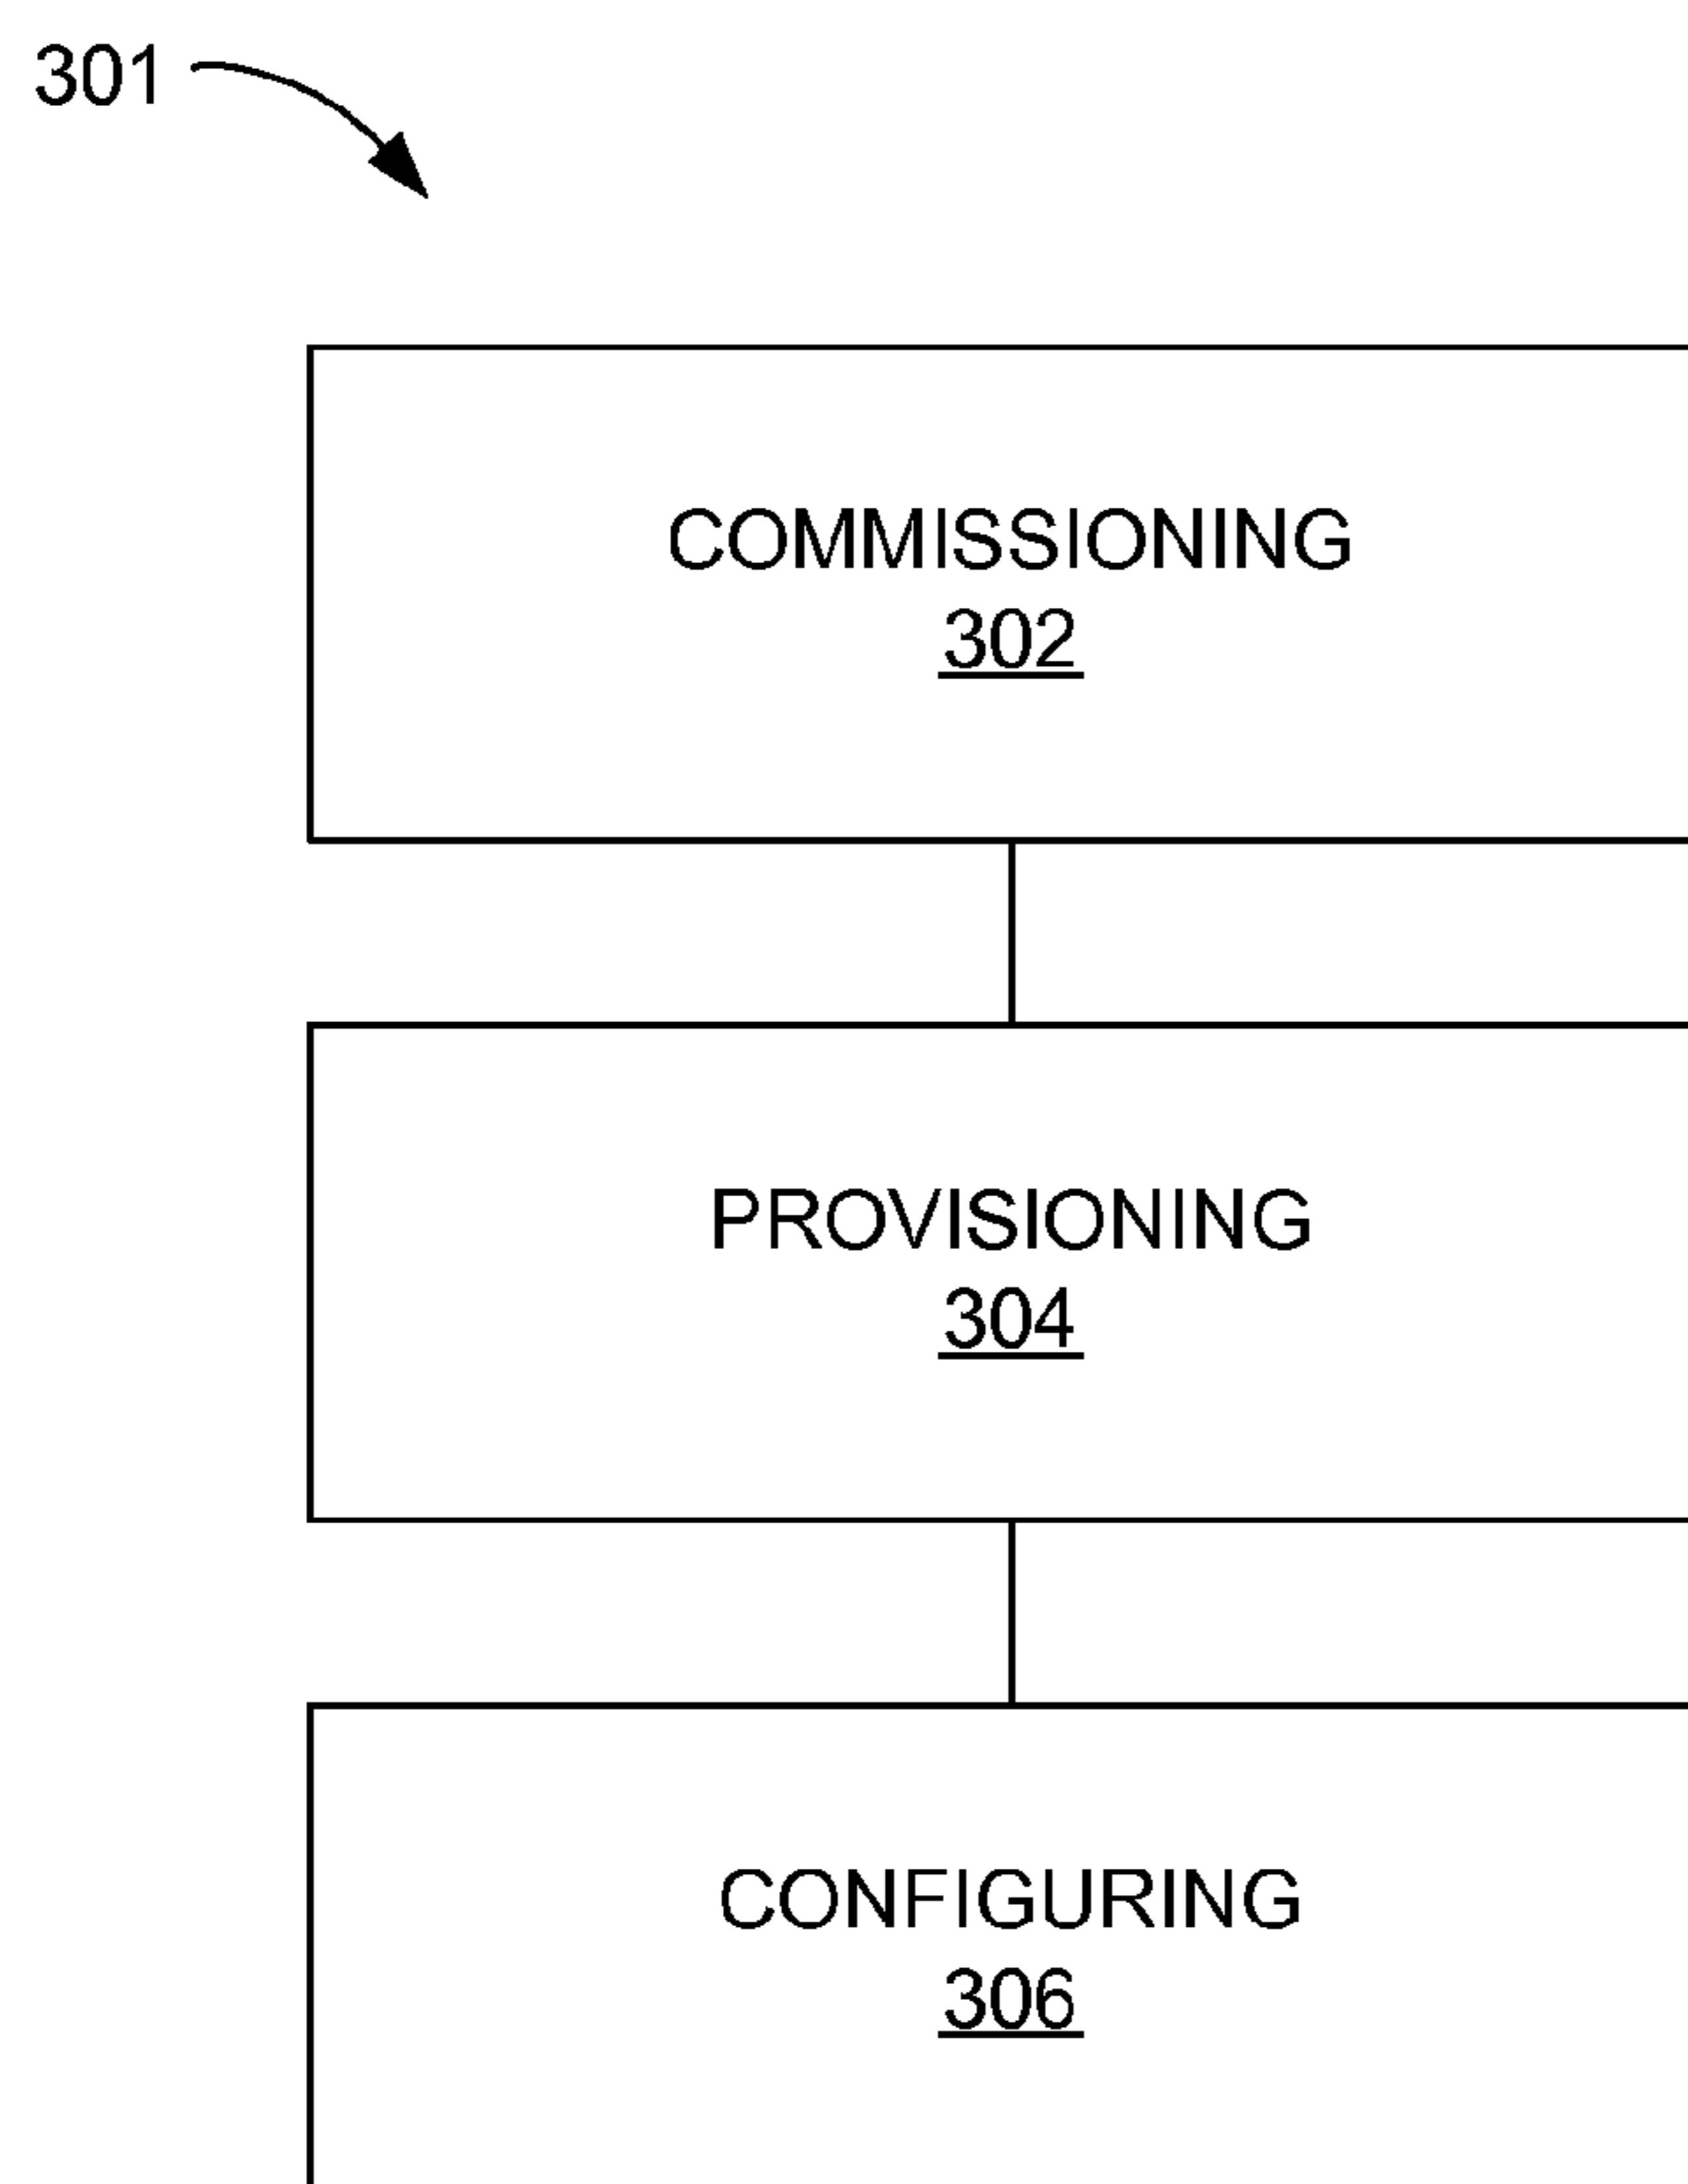 301
COMMISSIONING
302
PROVISIONING
304
CONFIGURING
306